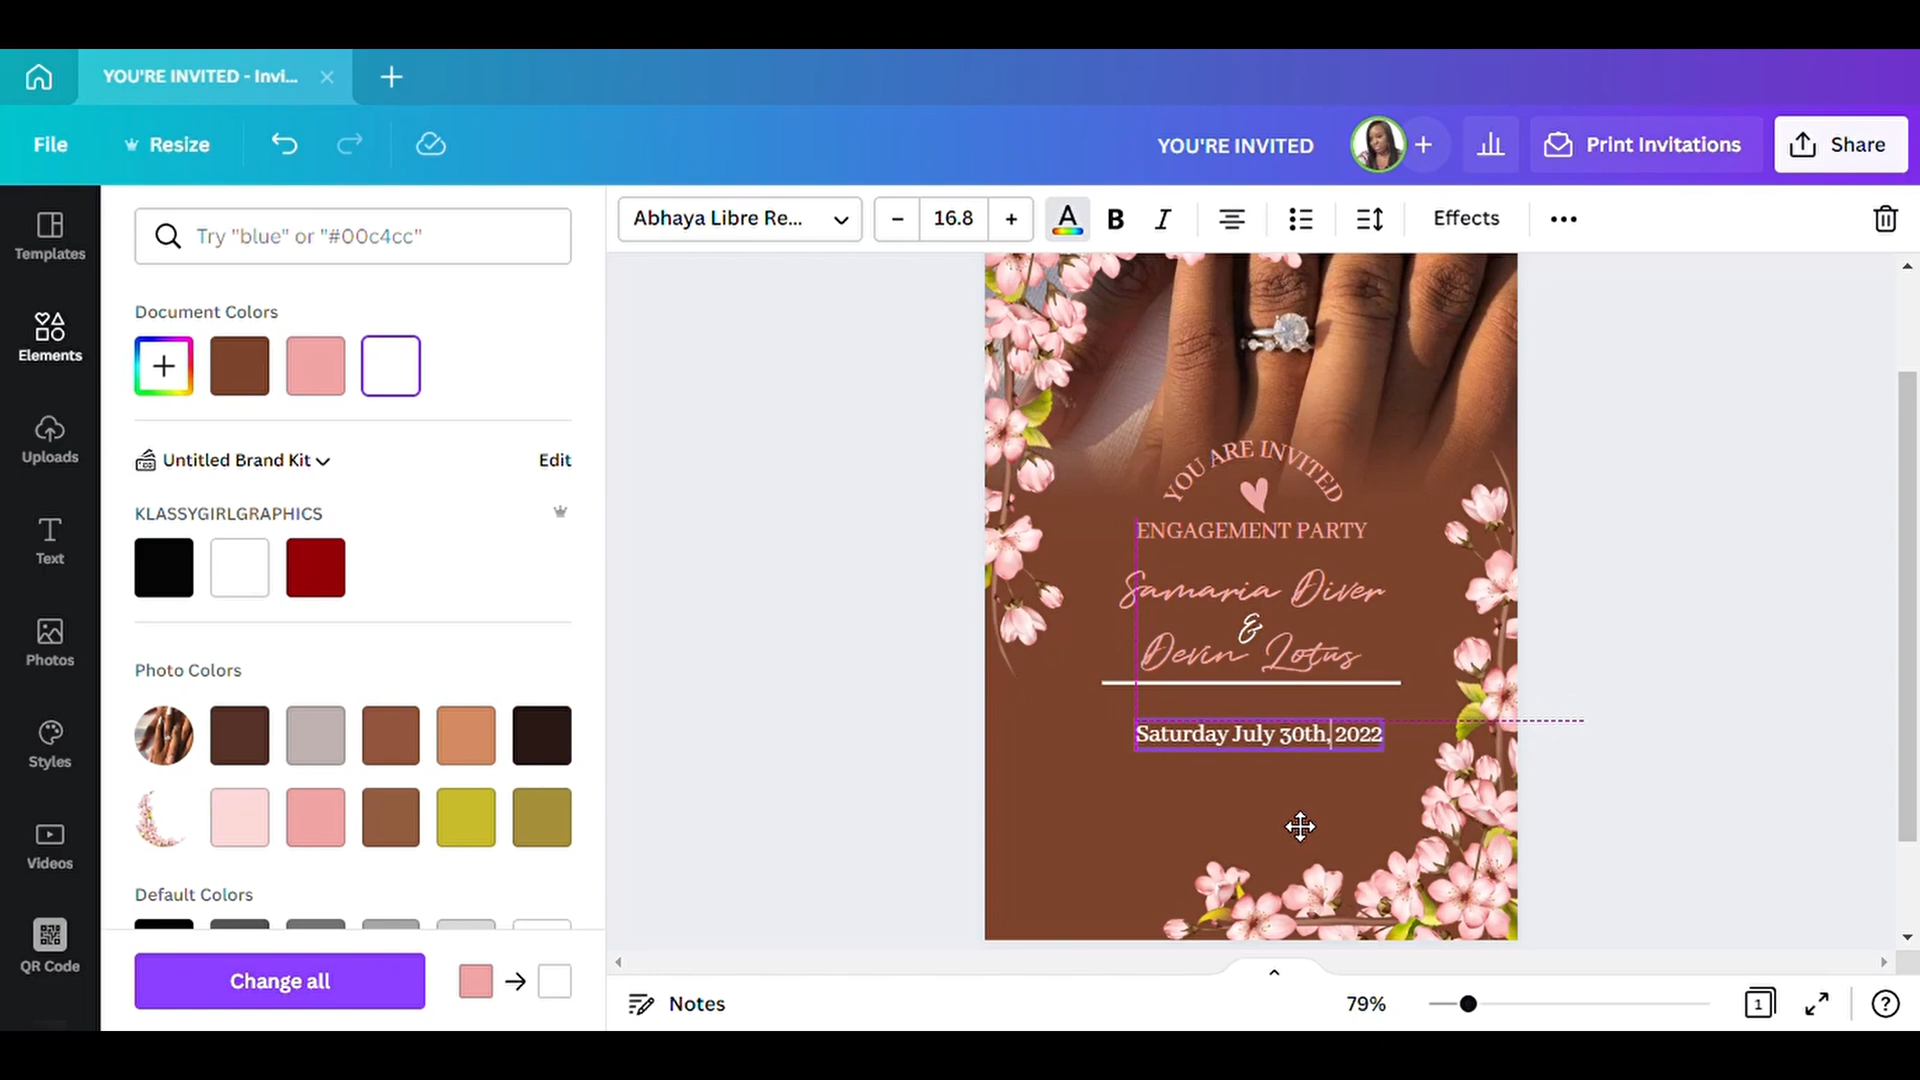 YOU'RE INVITED - Invi...
File
Resize
YOU'RE INVITED
Print Invitations
Share
Templates
Elements
Uploads
Text
Photos
Styles
Videos
QR Code
Try "blue" or "#00c4cc"
Document Colors
Untitled Brand Kit
Edit
KLASSYGIRLGRAPHICS
Photo Colors
Default Colors
Change all
Abhaya Libre Re...
16.8
A
B
I
Effects
YOU ARE INVITED
ENGAGEMENT PARTY
Samaria Diver
&
Devin Lotus
Saturday July 30th, 2022
Notes
79%
1